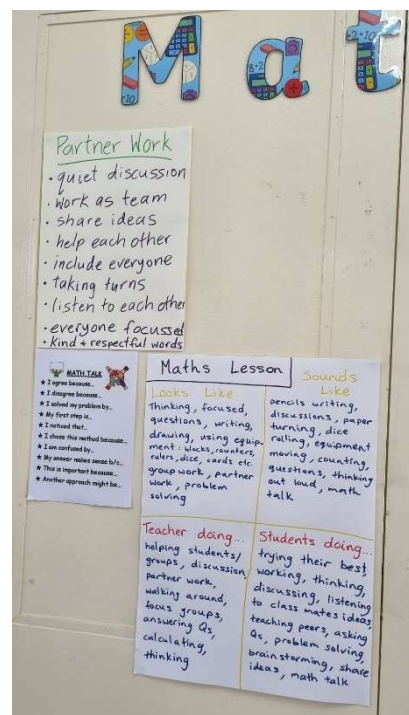 Mat
Partner Work
• quiet discussion
• work as team
• share ideas
• help each other
• include everyone
• taking turns
• listen to each other
• everyone focussed
• Kind + respectful words
MATH TALK
★ I agree because..
★ I disagree because..
★ I solved my problem by..
★ My first step is..
★ I noticed that..
★ I chose this method because..
★ I am confused by..
★ My answer makes sense b/c..
★ This is important because..
★ Another approach might be..
Maths Lesson
Looks Like
Thinking, focused,
questions, writing,
drawing, using equip-
ment: blocks, counters,
rulers, dice, cards etc.
group work, partner
work, problem
solving
Sounds
Like
pencils writing,
discussions, paper
turning, dice
rolling, equipment
moving, counting,
questions, thinking
out loud, math
talk
Teacher doing...
helping students/
groups, discussion,
partner work,
walking around,
focus groups,
answering Qs,
calculating,
thinking
Students doing...
trying their best,
working, thinking,
discussing, listening
to class mates ideas,
teaching peers, asking
Qs, problem solving,
brainstorming, share
ideas, math talk